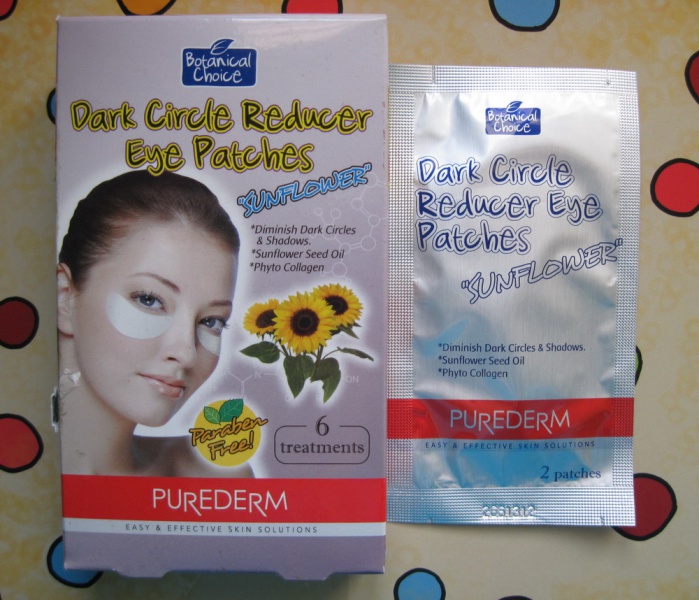 Botanical
Choice
Dark Circle Reducer
Eye Patches
"SUNFLOWER"
*Diminish Dark Circles
& Shadows.
*Sunflower Seed Oil
*Phyto Collagen
Paraben
Free!
6
treatments
PUREDERM
EASY & EFFECTIVE SKIN SOLUTIONS
Botanical
Choice
Dark Circle
Reducer Eye
Patches
"SUNFLOWER"
*Diminish Dark Circles & Shadows.
*Sunflower Seed Oil
*Phyto Collagen
PUREDERM
EASY & EFFECTIVE SKIN SOLUTIONS
2 patches